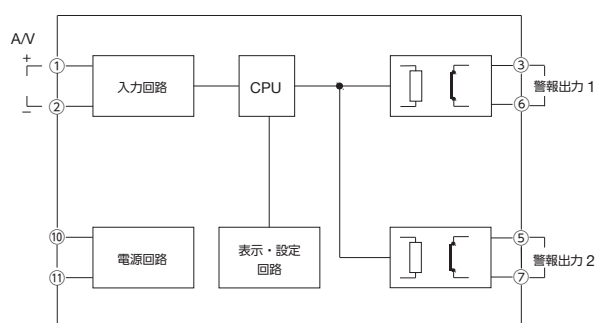 A/V
+
①
②
−
入力回路
CPU
③
⑥
警報出力 1
⑩
⑪
電源回路
表示・設定
回路
⑤
⑦
警報出力 2